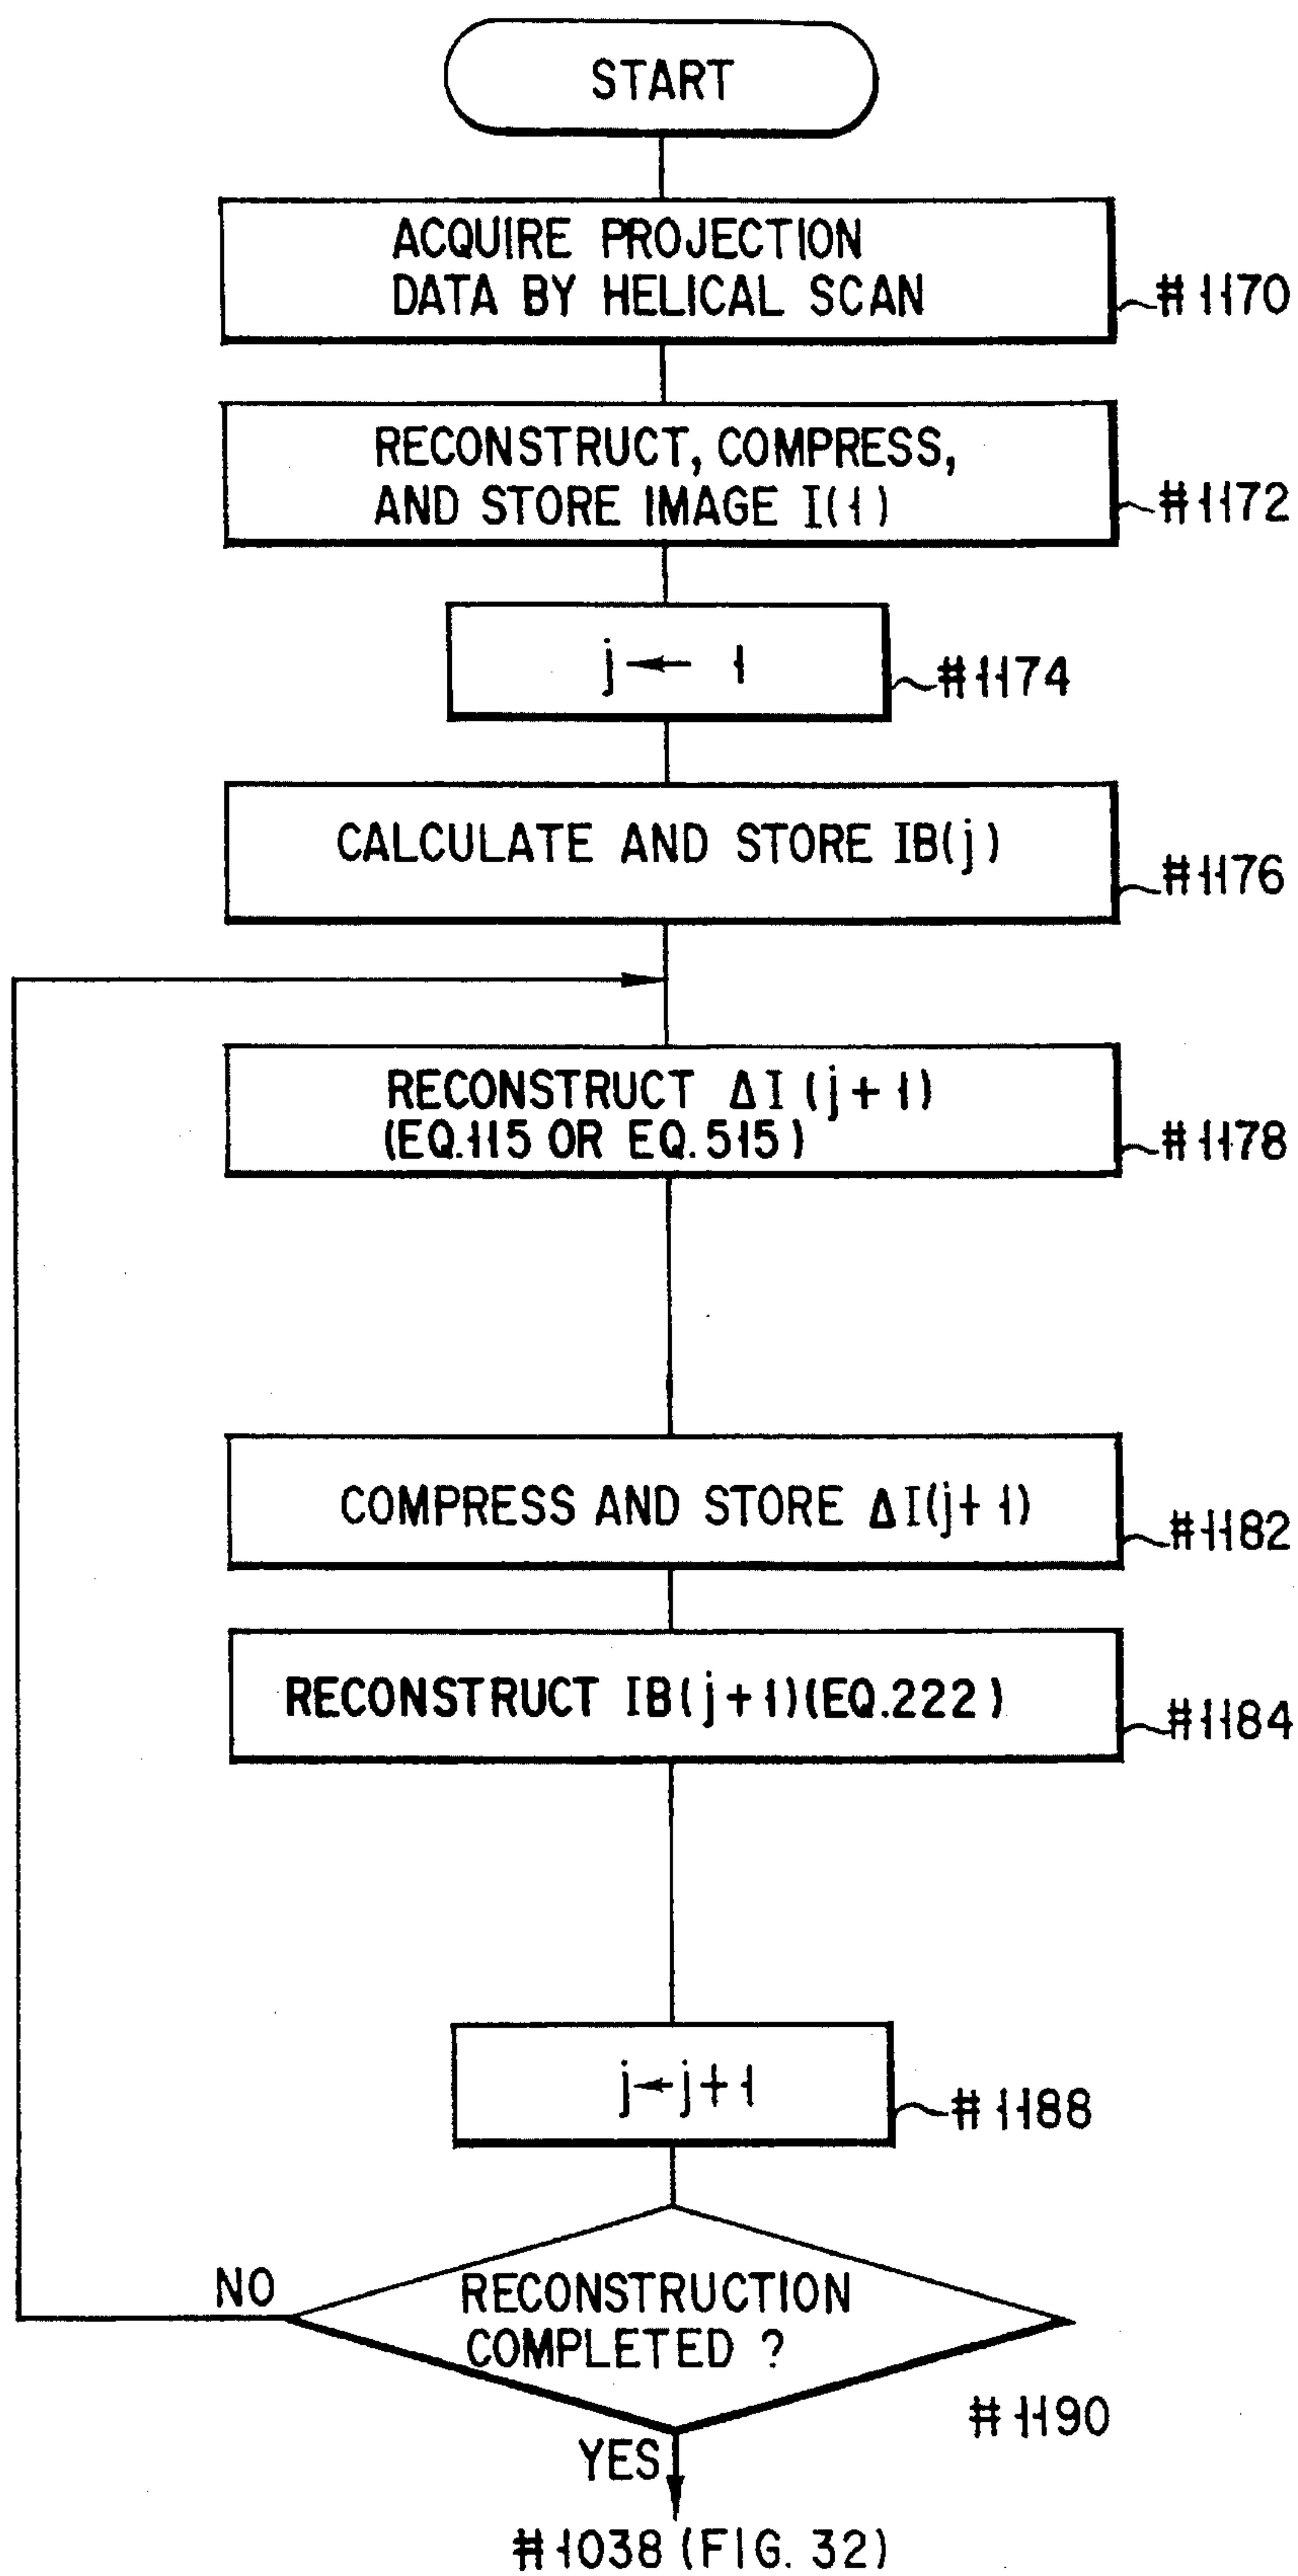 START
ACQUIRE PROJECTION
DATA BY HELICAL SCAN
#1170
RECONSTRUCT, COMPRESS,
AND STORE IMAGE I(1)
#1172
j ← 1
#1174
CALCULATE AND STORE IB(j)
#1176
RECONSTRUCT ΔI(j+1)
(EQ.115 OR EQ.515)
#1178
COMPRESS AND STORE ΔI(j+1)
#1182
RECONSTRUCT IB(j+1)(EQ.222)
#1184
j←j+1
#1188
NO
RECONSTRUCTION
COMPLETED ?
#1190
YES
#1038 (FIG. 32)